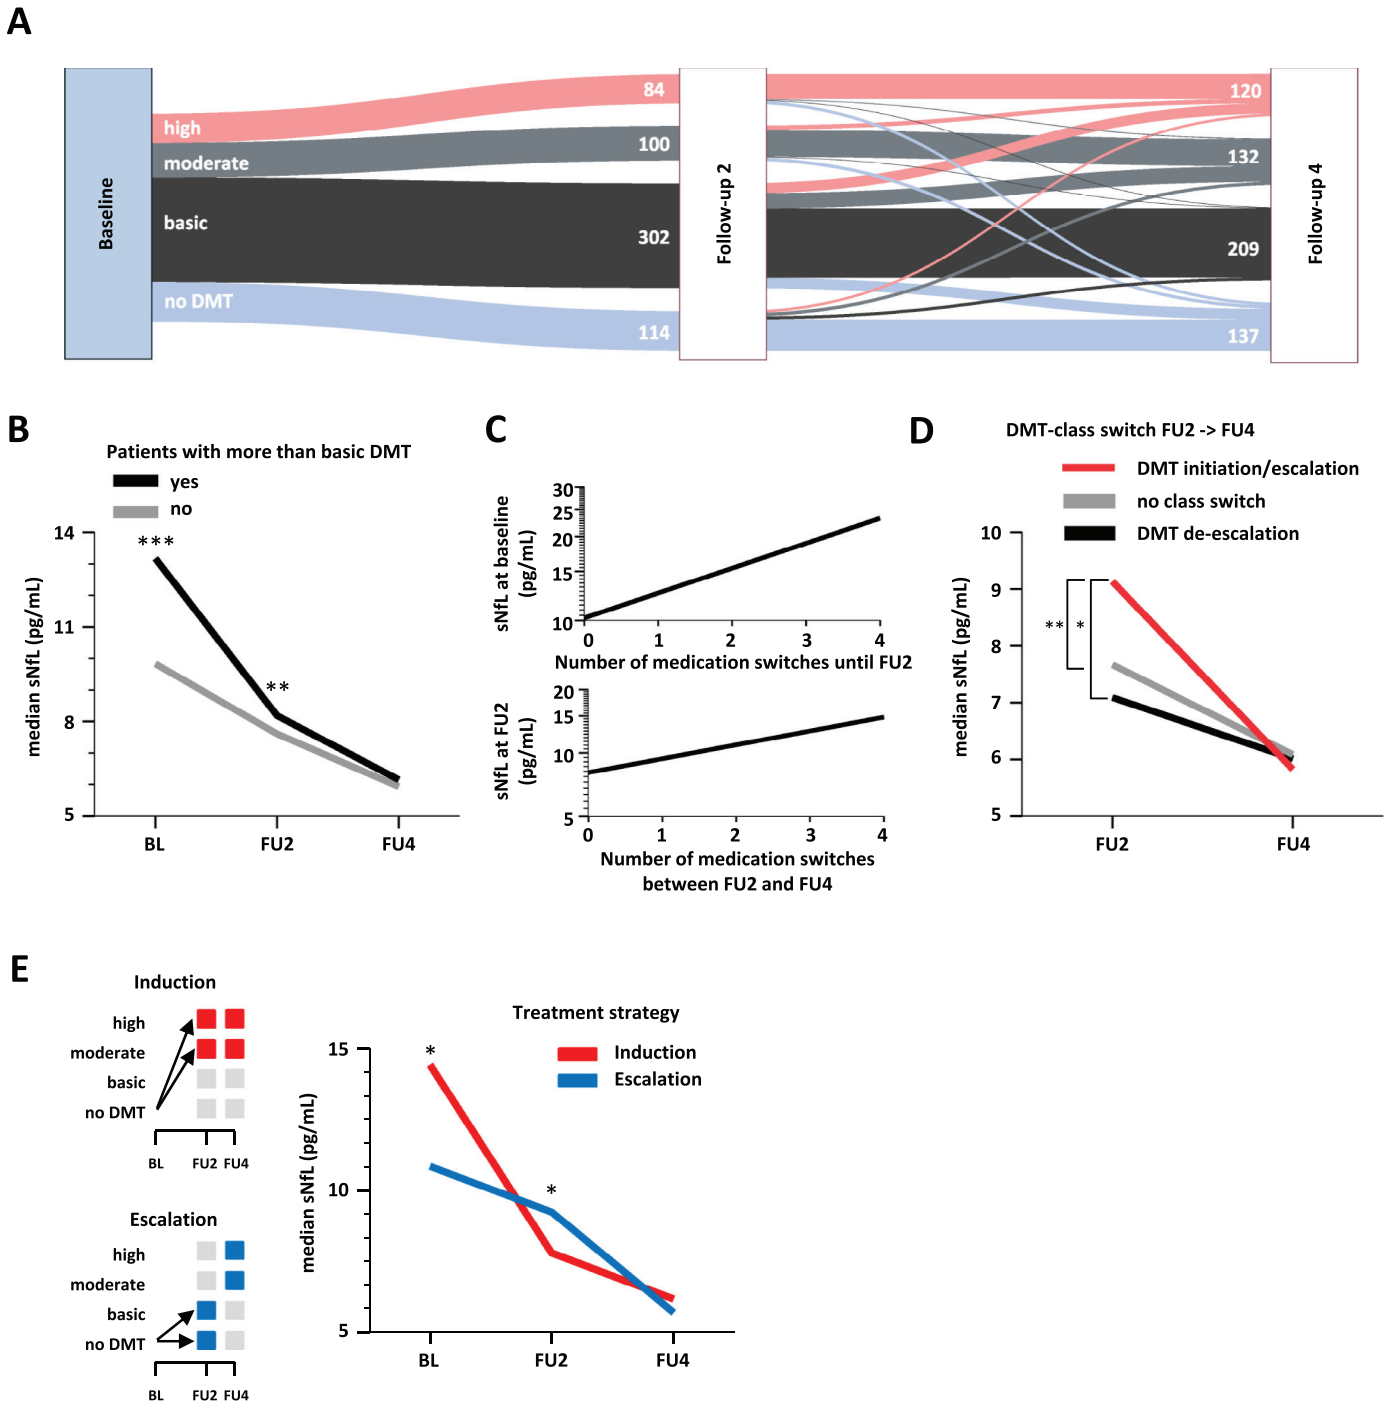 A
Baseline
high
moderate
basic
no DMT
84
100
302
114
Follow-up 2
120
132
209
137
Follow-up 4
B
Patients with more than basic DMT
yes
no
median sNfL (pg/mL)
14
11
8
5
***
**
BL
FU2
FU4
C
sNfL at baseline
(pg/mL)
30
25
20
15
10
0
1
2
3
4
Number of medication switches until FU2
sNfL at FU2
(pg/mL)
20
15
10
5
0
1
2
3
4
Number of medication switches
between FU2 and FU4
D
DMT-class switch FU2 -> FU4
DMT initiation/escalation
no class switch
DMT de-escalation
median sNfL (pg/mL)
10
9
8
7
6
5
**
*
FU2
FU4
E
Induction
high
moderate
basic
no DMT
BL
FU2
FU4
Escalation
high
moderate
basic
no DMT
BL
FU2
FU4
Treatment strategy
Induction
Escalation
median sNfL (pg/mL)
15
10
5
*
*
BL
FU2
FU4